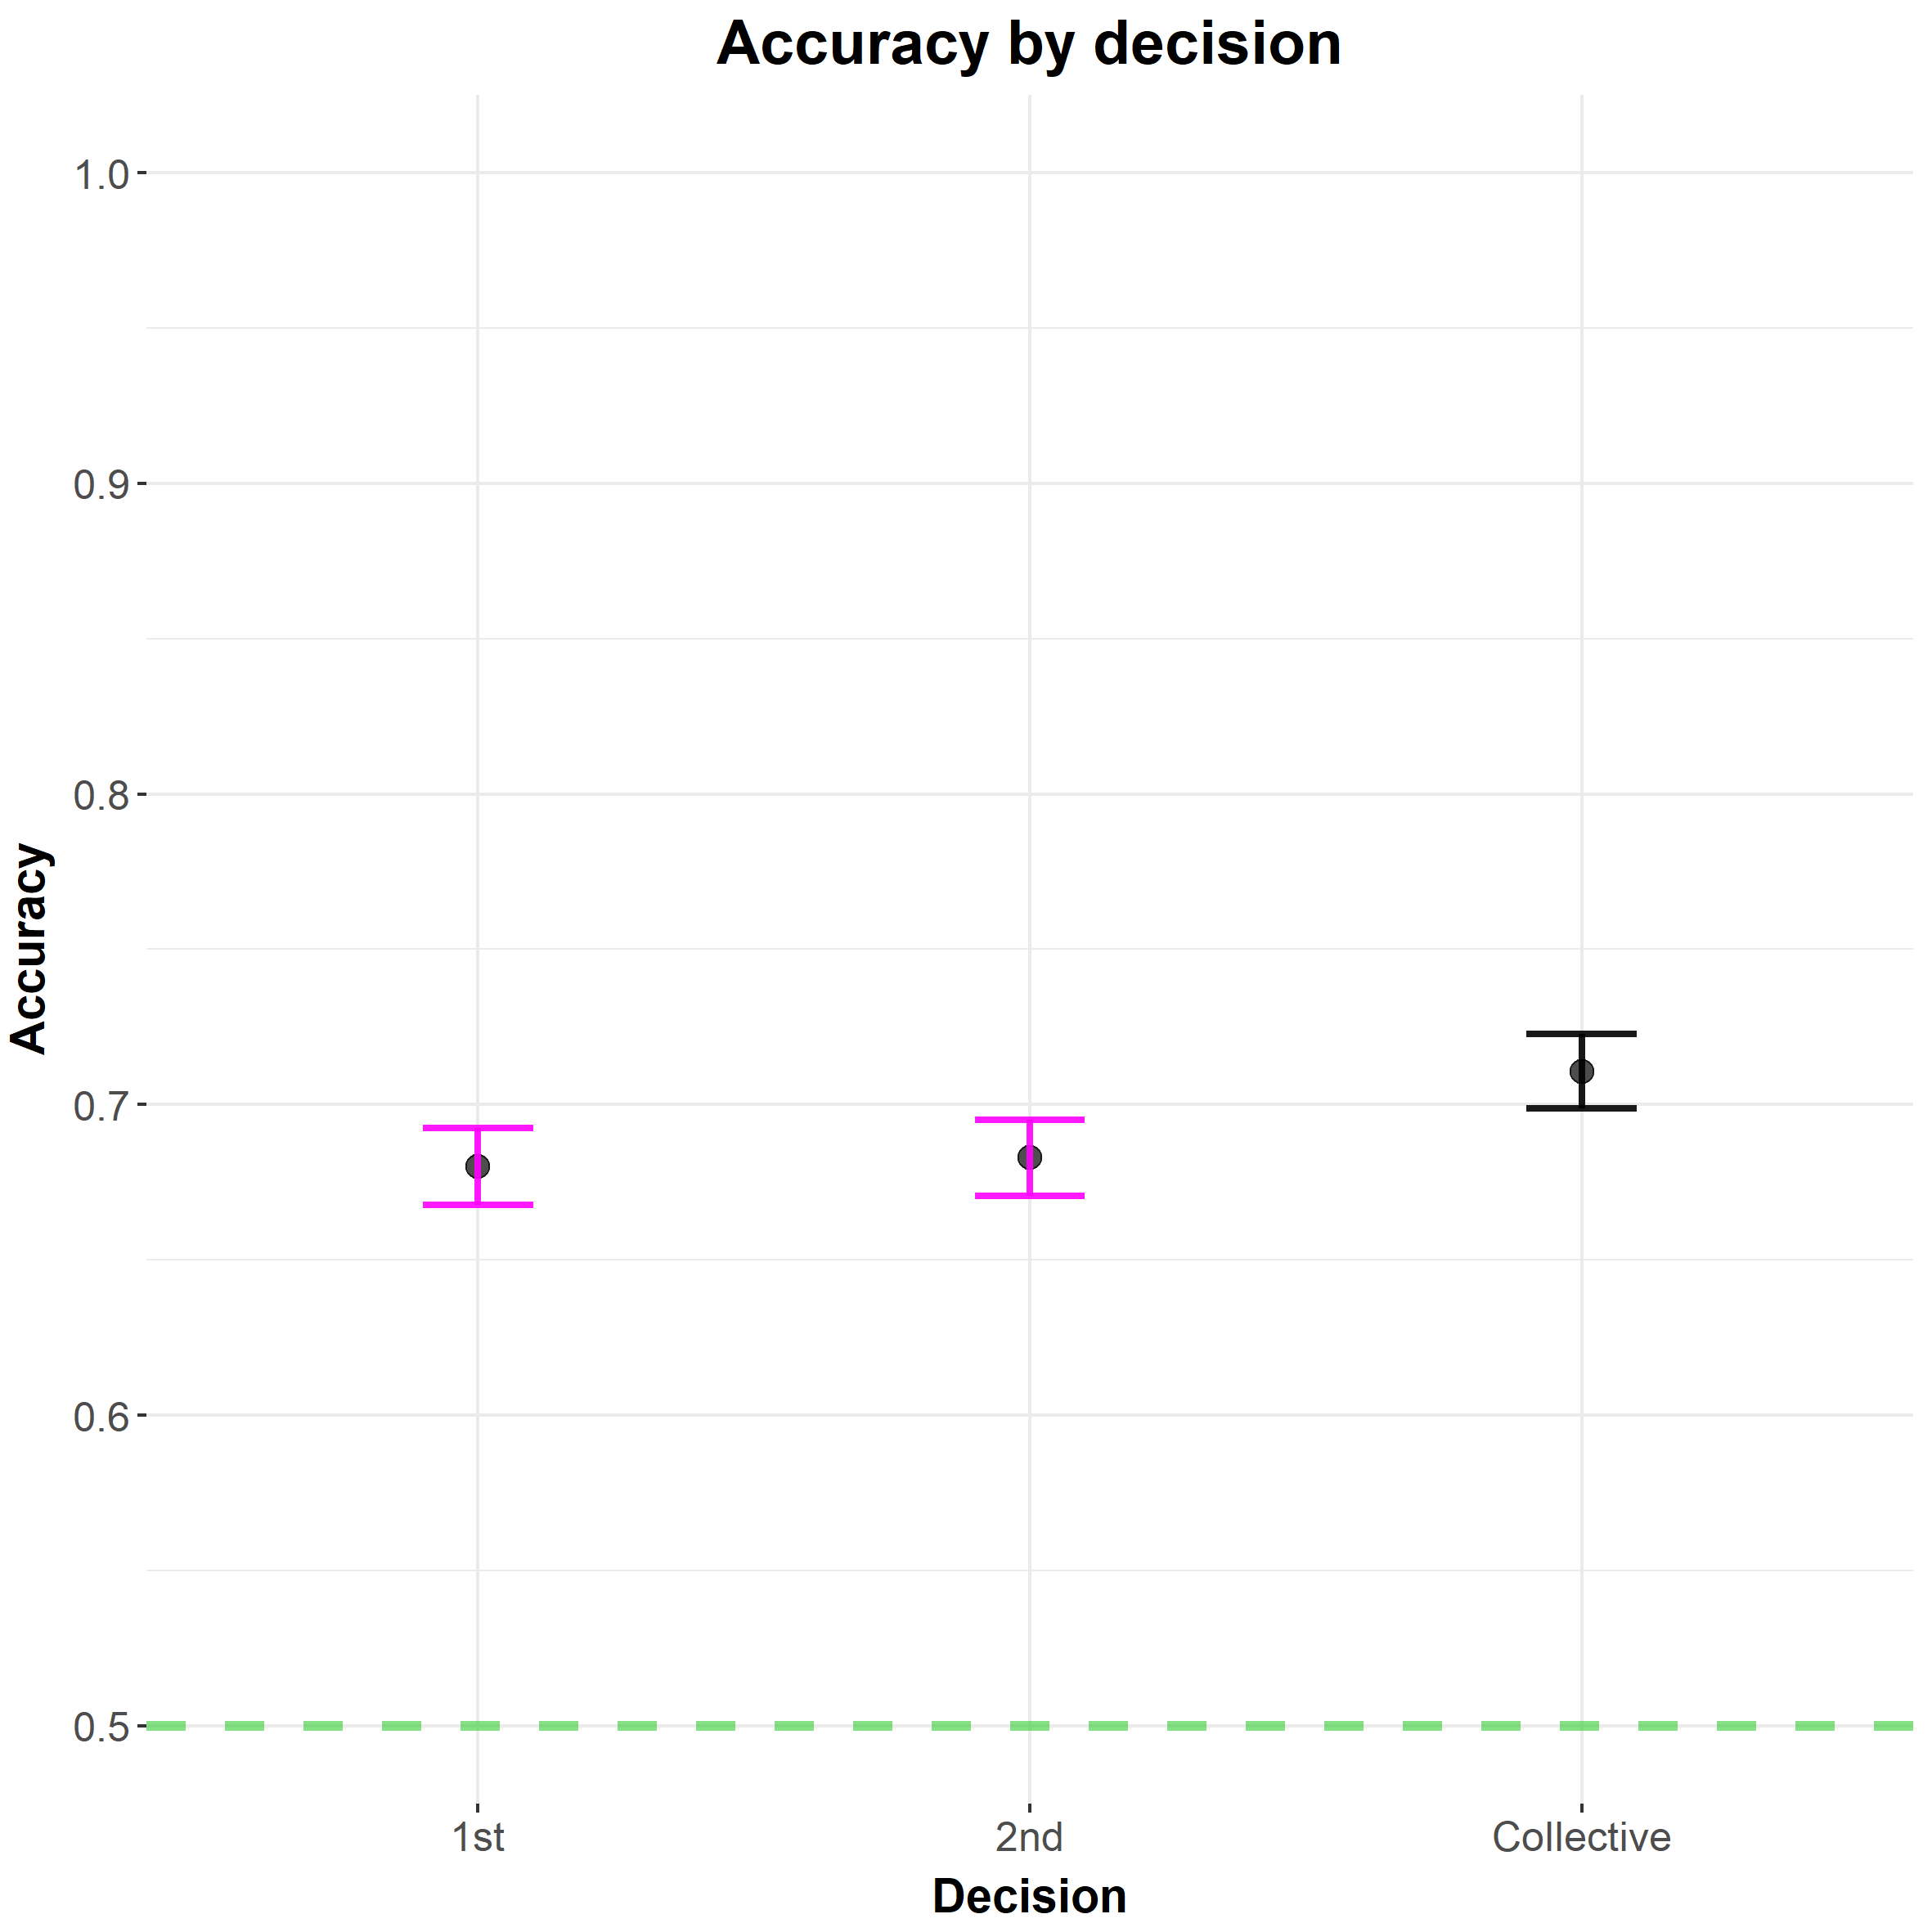 Accuracy by decision
Accuracy
1.0
0.9
0.8
0.7
0.6
0.5
1st
2nd
Collective
Decision